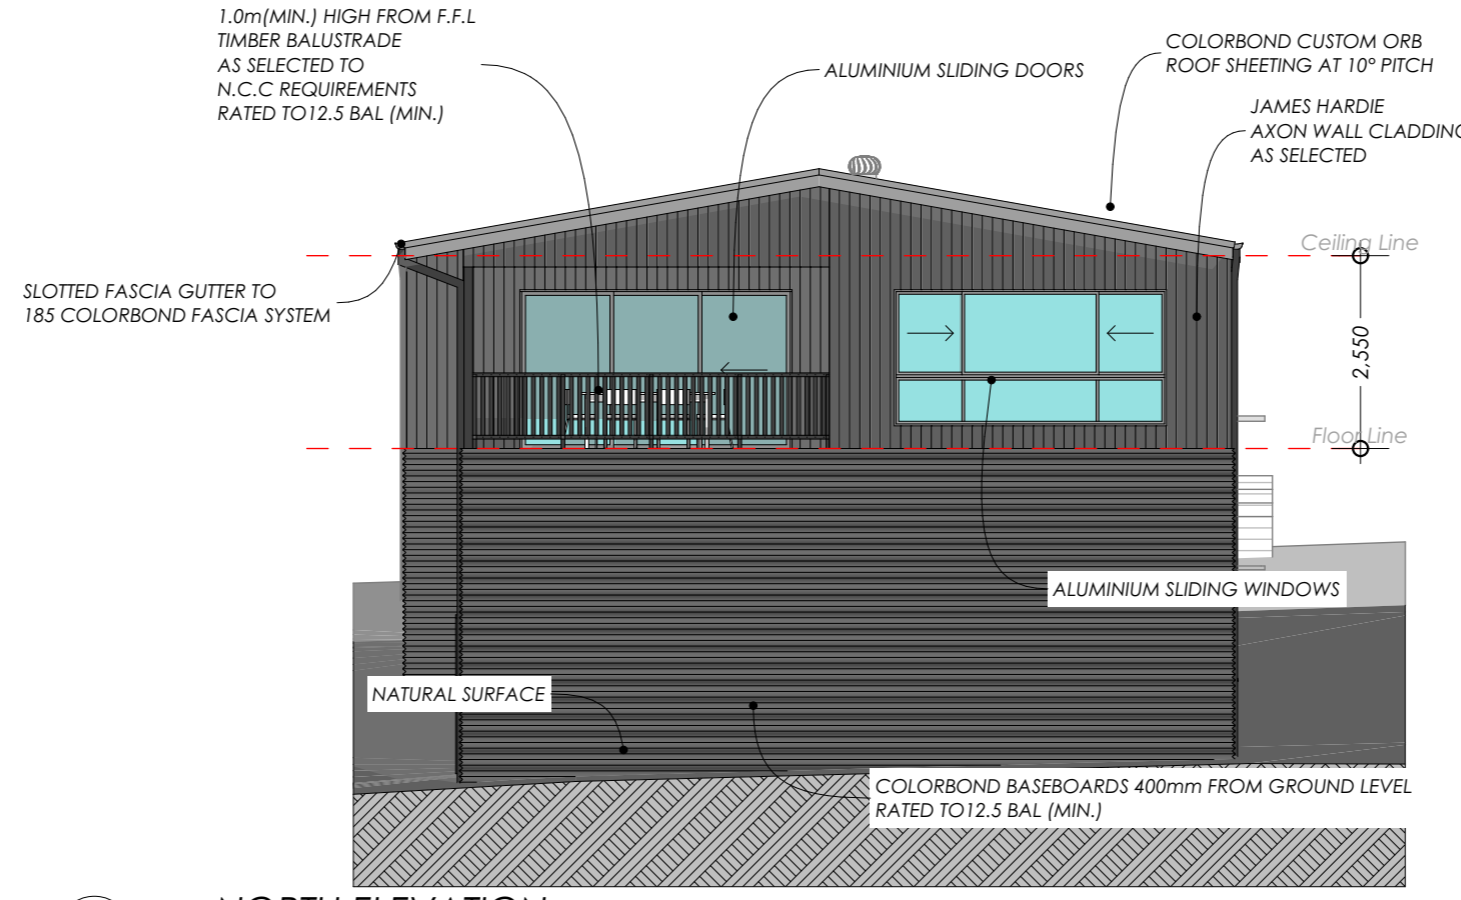 1.0m(MIN.) HIGH FROM F.F.L
TIMBER BALUSTRADE
AS SELECTED TO
N.C.C REQUIREMENTS
RATED TO12.5 BAL (MIN.)
ALUMINIUM SLIDING DOORS
COLORBOND CUSTOM ORB
ROOF SHEETING AT 10° PITCH
JAMES HARDIE
AXON WALL CLADDING
AS SELECTED
Ceiling Line
SLOTTED FASCIA GUTTER TO
185 COLORBOND FASCIA SYSTEM
2,550
Floor Line
ALUMINIUM SLIDING WINDOWS
NATURAL SURFACE
COLORBOND BASEBOARDS 400mm FROM GROUND LEVEL
RATED TO12.5 BAL (MIN.)
NORTH ELEVATION